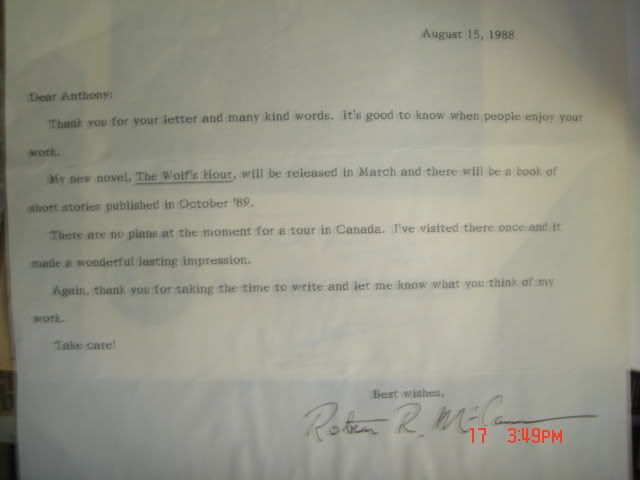 August 15, 1988
Dear Anthony:
Thank you for your letter and many kind words. It's good to know when people enjoy your
work.
My new novel, The Wolf's Hour, will be released in March and there will be a book of
short stories published in October '89.
There are no plans at the moment for a tour in Canada. I've visited there once and it
made a wonderful lasting impression.
Again, thank you for taking the time to write and let me know what you think of my
work.
Take care!
Best wishes,
Robert R. McCammon
17 3:49PM